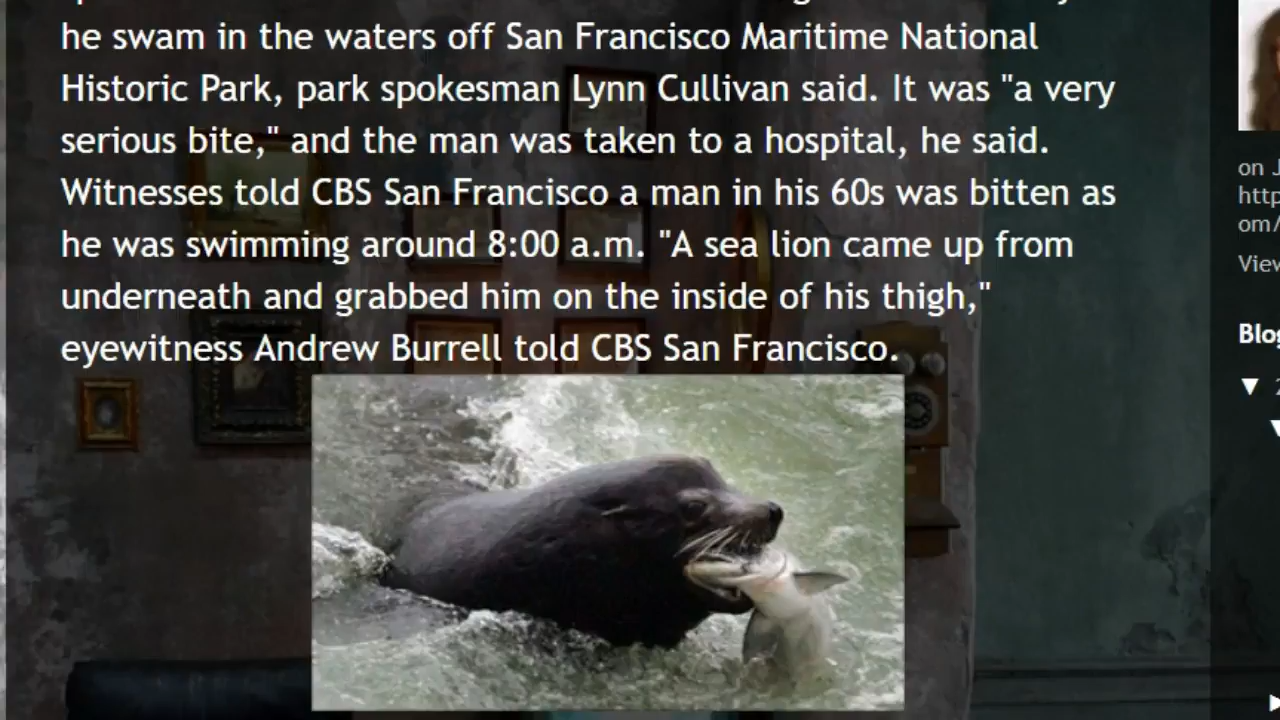 he swam in the waters off San Francisco Maritime National
Historic Park, park spokesman Lynn Cullivan said. It was "a very
serious bite," and the man was taken to a hospital, he said.
Witnesses told CBS San Francisco a man in his 60s was bitten as
he was swimming around 8:00 a.m. "A sea lion came up from
underneath and grabbed him on the inside of his thigh,"
eyewitness Andrew Burrell told CBS San Francisco.
on J
http
om/
View
Blog